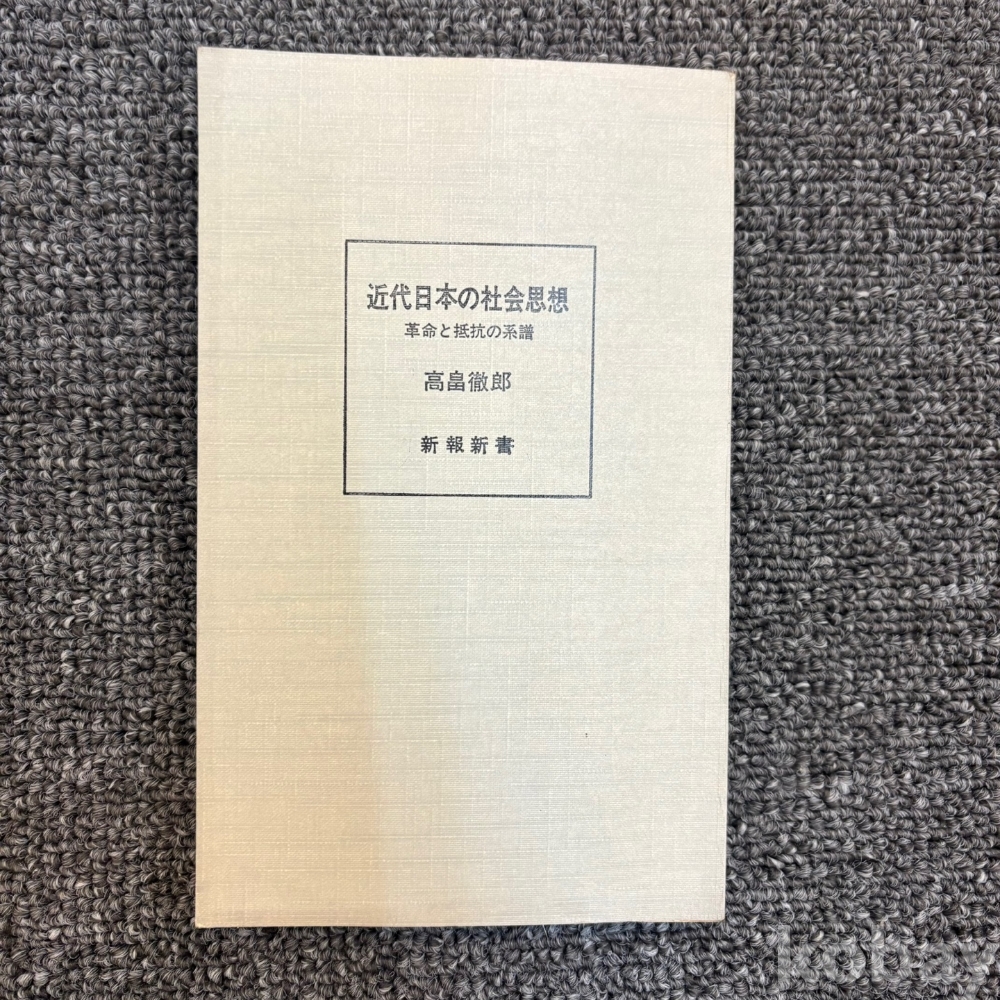 近代日本の社会思想
革命と抵抗の系譜
高畠徹郎
新報新書
kobay